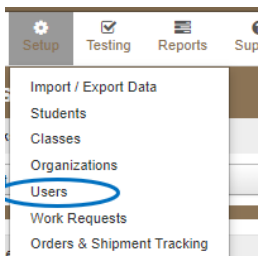 Setup Testing Reports
Import / Export Data
Students
Classes
Organizations
Users
Work Requests
Orders & Shipment Tracking